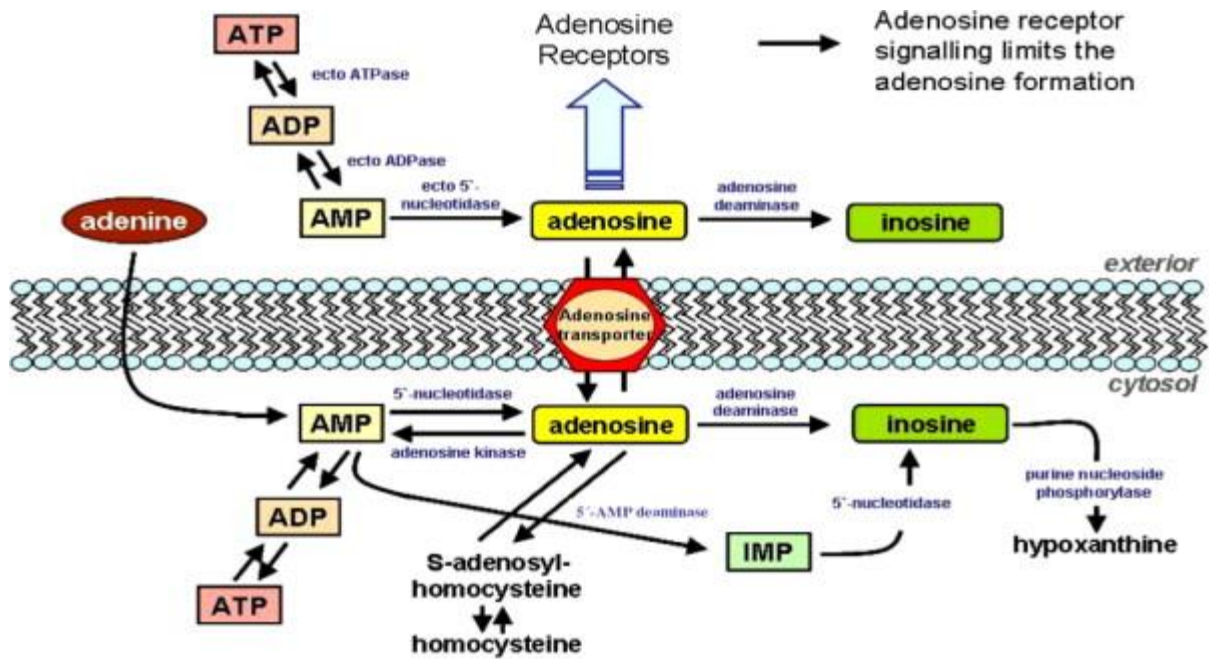 ATP
ecto ATPase
ADP
ecto ADPase
AMP
ecto 5`-
nucleotidase
adenosine
adenosine
deaminase
inosine
Adenosine
Receptors
Adenosine receptor
signalling limits the
adenosine formation
adenine
exterior
Adenosine
transporter
cytosol
AMP
5`-nucleotidase
adenosine kinase
adenosine
adenosine
deaminase
inosine
purine nucleoside
phosphorylase
hypoxanthine
ADP
ATP
5´-AMP deaminase
IMP
5`-nucleotidase
S-adenosyl-
homocysteine
homocysteine